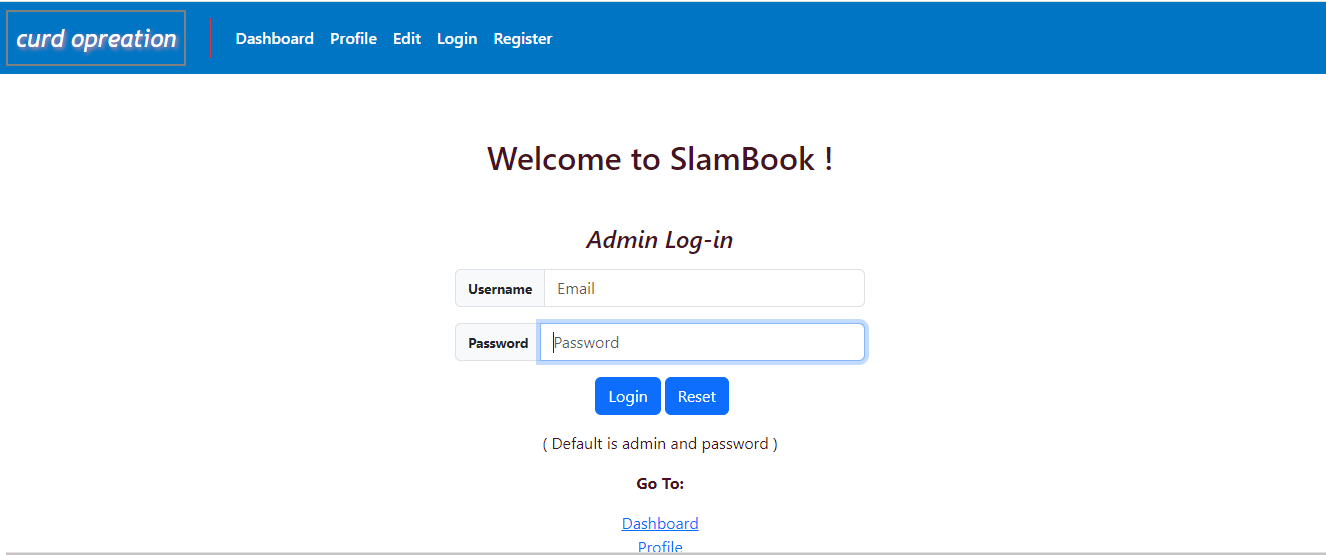 curd opreation Dashboard Profile Edit Login Register
Welcome to SlamBook !
Admin Log-in
Username Email
Password Password
Login Reset
( Default is admin and password )
Go To:
Dashboard
Profile